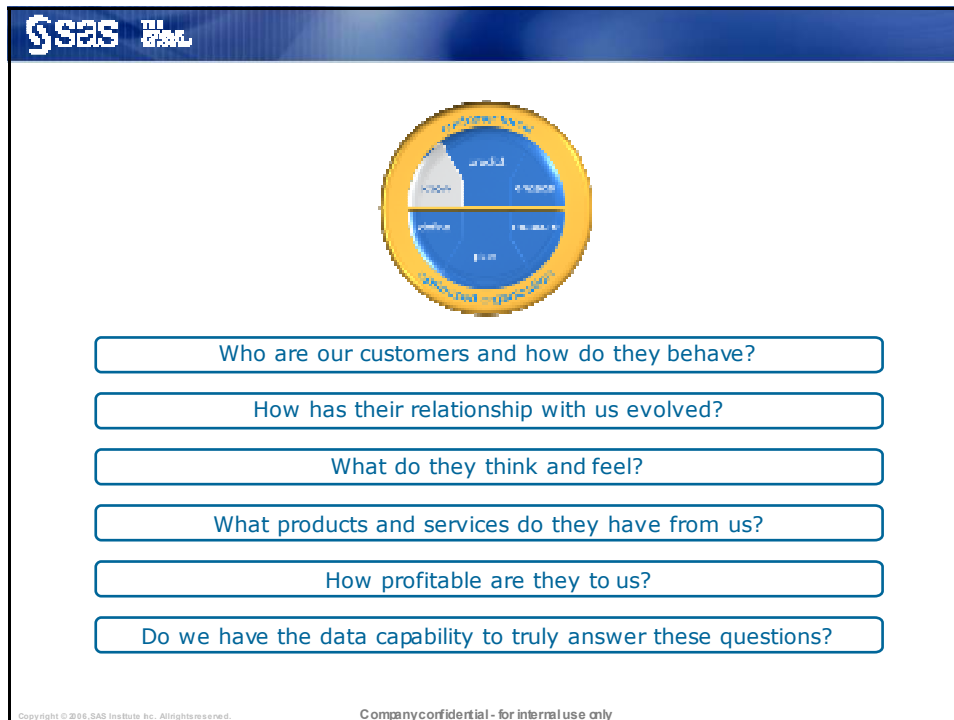 sas
predict
Who are our customers and how do they behave?
How has their relationship with us evolved?
What do they think and feel?
What products and services do they have from us?
How profitable are they to us?
Do we have the data capability to truly answer these questions?
Copyright © 2006, SAS Institute Inc. All rights reserved.
Company confidential - for internal use only